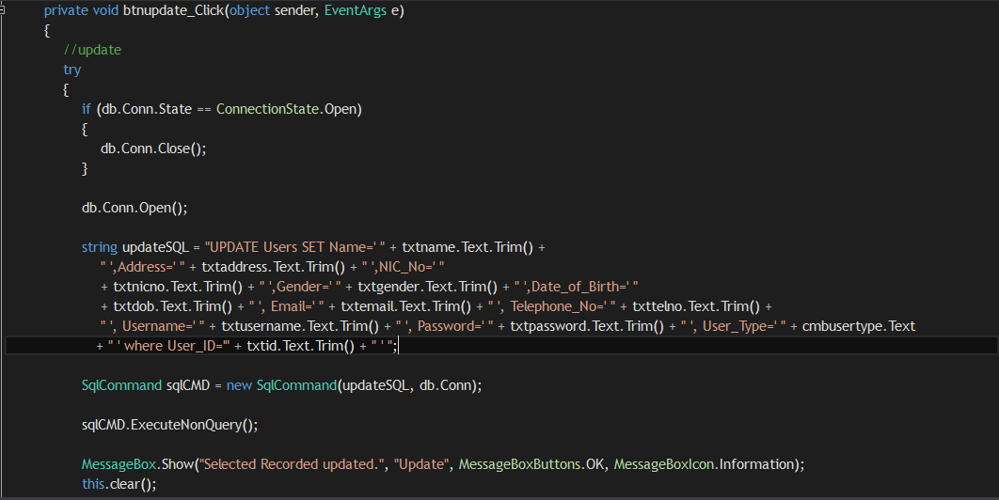 private void btnupdate_Click(object sender, EventArgs e)
{
//update
try
{
if (db.Conn.State == ConnectionState.Open)
{
db.Conn.Close();
}
db.Conn.Open();
string updateSQL = "UPDATE Users SET Name=' " + txtname.Text.Trim() +
" ',Address=' " + txtaddress.Text.Trim() + " ',NIC_No=' "
+ txtnicno.Text.Trim() + " ',Gender=' " + txtgender.Text.Trim() + " ',Date_of_Birth=' "
+ txtdob.Text.Trim() + " ', Email=' " + txtemail.Text.Trim() + " ', Telephone_No=' " + txttelno.Text.Trim() +
" ', Username=' " + txtusername.Text.Trim() + " ', Password=' " + txtpassword.Text.Trim() + " ', User_Type=' " + cmbusertype.Text
+ " ' where User_ID='" + txtid.Text.Trim() + " ' ";
SqlCommand sqlCMD = new SqlCommand(updateSQL, db.Conn);
sqlCMD.ExecuteNonQuery();
MessageBox.Show("Selected Recorded updated.", "Update", MessageBoxButtons.OK, MessageBoxIcon.Information);
this.clear();